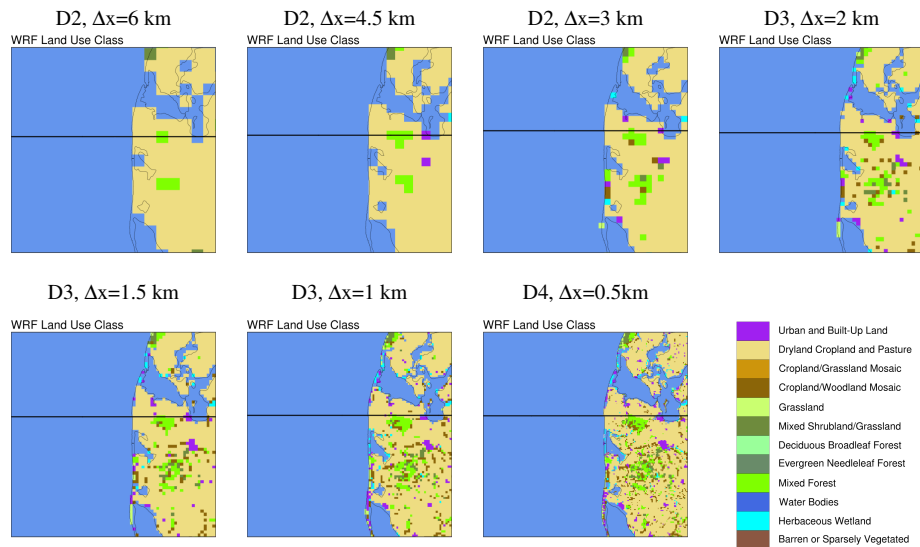 D2, Δx=6 km
D2, Δx=4.5 km
D2, Δx=3 km
D3, Δx=2 km
WRF Land Use Class
WRF Land Use Class
WRF Land Use Class
WRF Land Use Class
D3, Δx=1.5 km
D3, Δx=1 km
D4, Δx=0.5km
WRF Land Use Class
WRF Land Use Class
WRF Land Use Class
Urban and Built-Up Land
Dryland Cropland and Pasture
Cropland/Grassland Mosaic
Cropland/Woodland Mosaic
Grassland
Mixed Shrubland/Grassland
Deciduous Broadleaf Forest
Evergreen Needleleaf Forest
Mixed Forest
Water Bodies
Herbaceous Wetland
Barren or Sparsely Vegetated